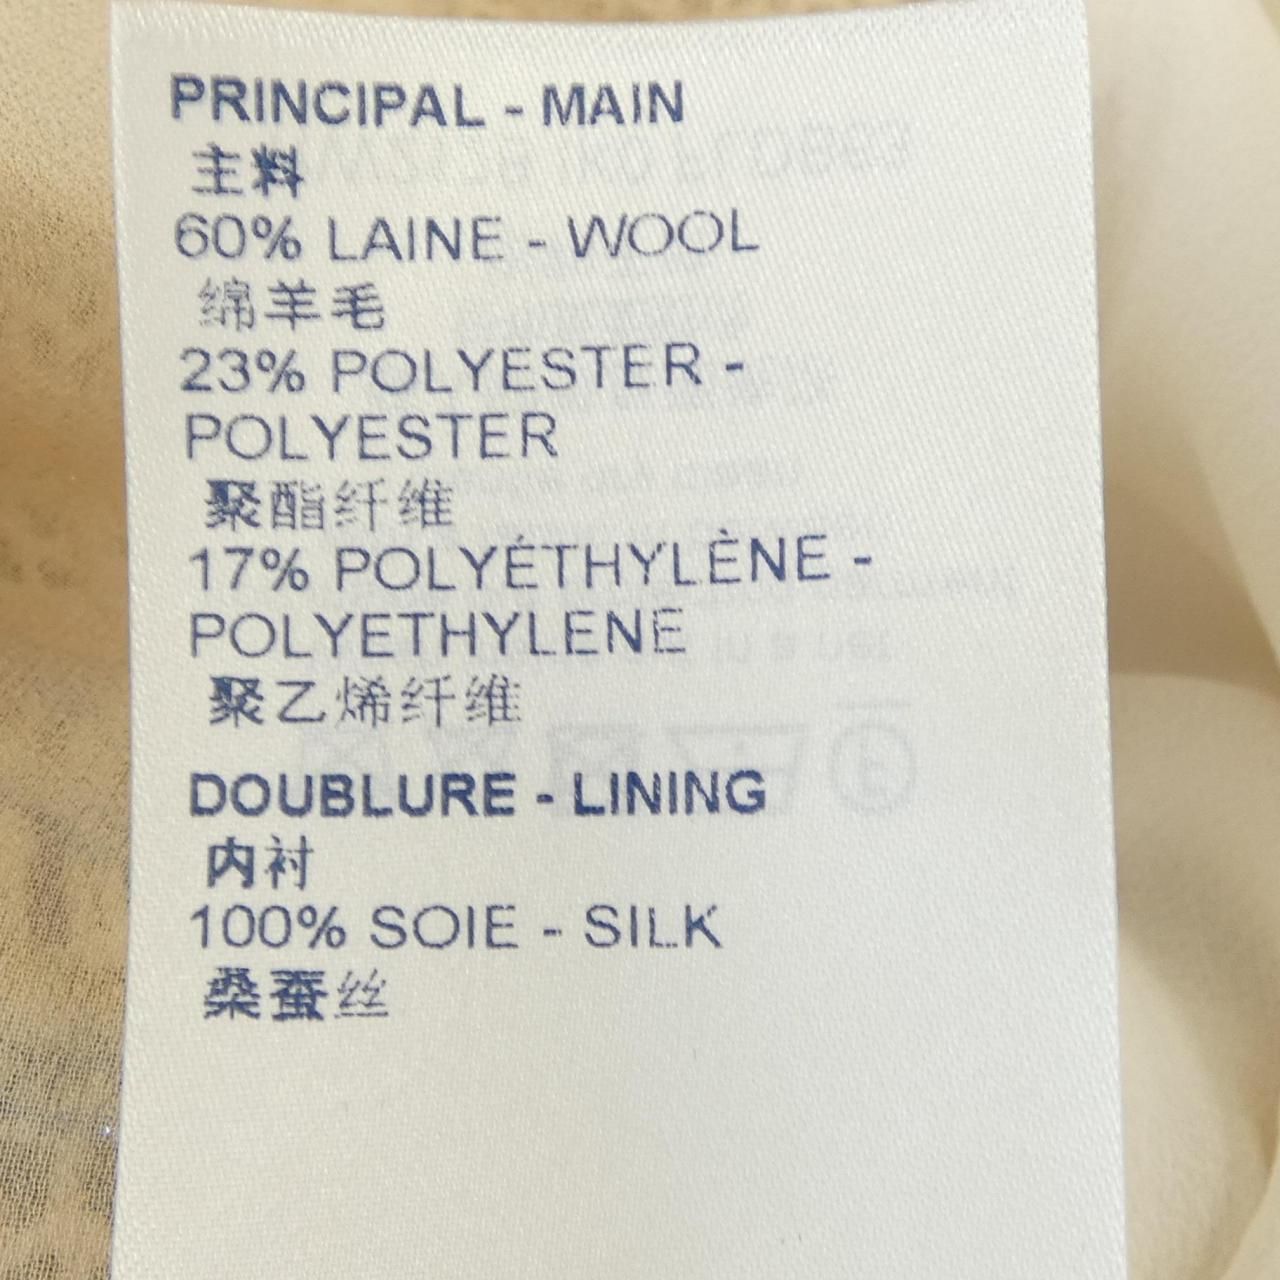 PRINCIPAL - MAIN
主料
60% LAINE - WOOL
绵羊毛
23% POLYESTER -
POLYESTER
聚酯纤维
17% POLYÉTHYLÈNE -
POLYETHYLENE
聚乙烯纤维
DOUBLURE - LINING
内衬
100% SOIE - SILK
桑蚕丝